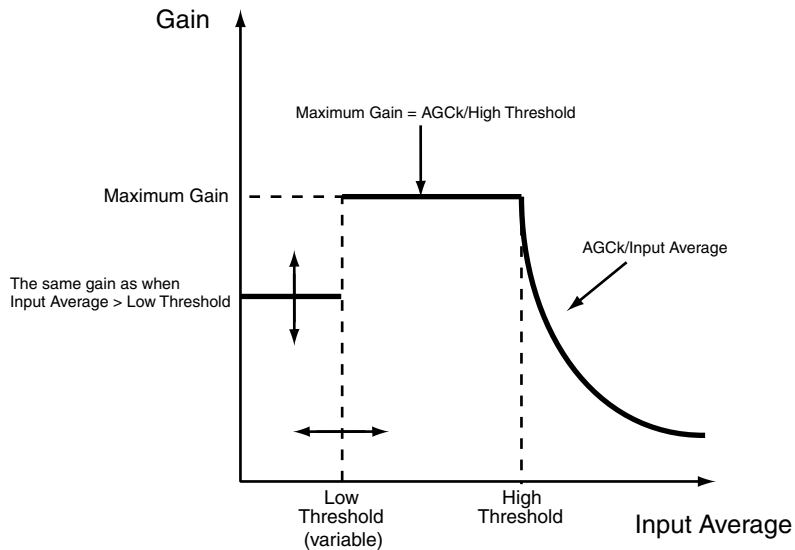 Gain
Maximum Gain = AGCk/High Threshold
Maximum Gain
AGCk/Input Average
The same gain as when
Input Average > Low Threshold
Low
Threshold
(variable)
High
Threshold
Input Average